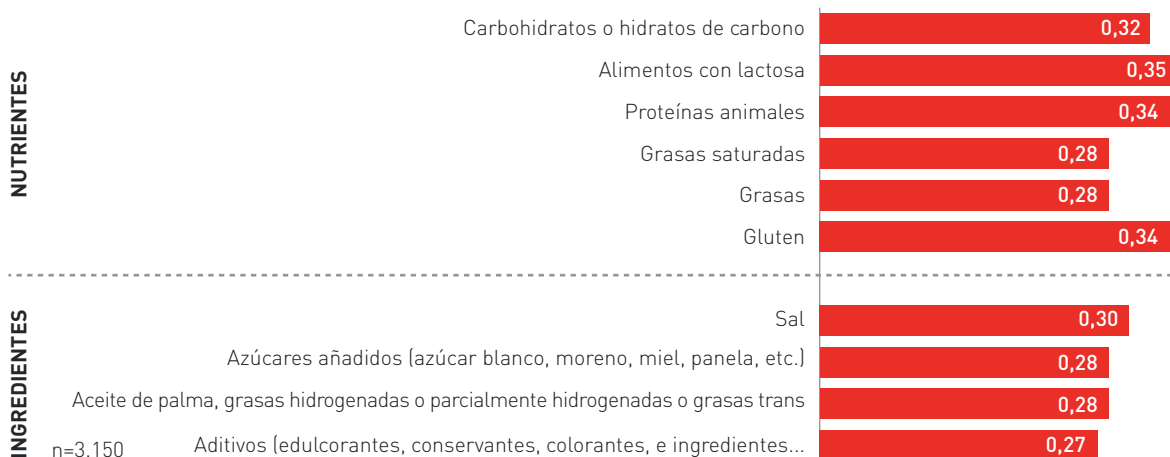 NUTRIENTES
Carbohidratos o hidratos de carbono 0,32
Alimentos con lactosa 0,35
Proteínas animales 0,34
Grasas saturadas 0,28
Grasas 0,28
Gluten 0,34
INGREDIENTES
Sal 0,30
Azúcares añadidos (azúcar blanco, moreno, miel, panela, etc.) 0,28
Aceite de palma, grasas hidrogenadas o parcialmente hidrogenadas o grasas trans 0,28
n=3.150 Aditivos (edulcorantes, conservantes, colorantes, e ingredientes... 0,27